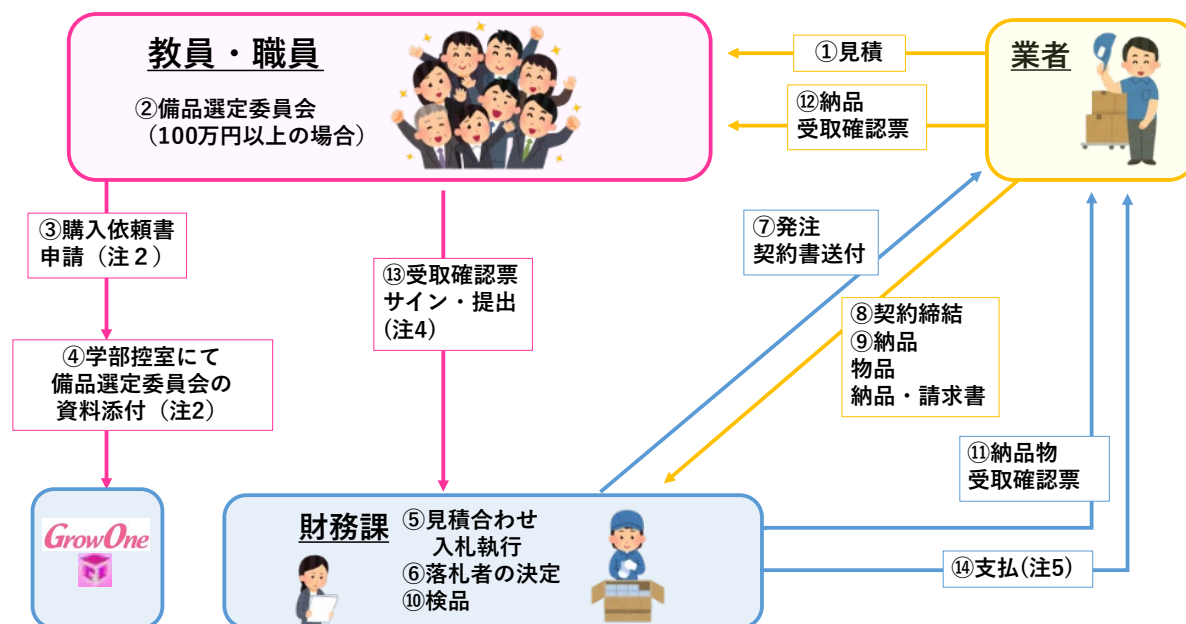 教員・職員
②備品選定委員会
（100万円以上の場合）
①見積
業者
⑫納品
受取確認票
③購入依頼書
申請（注２）
⑦発注
契約書送付
⑬受取確認票
サイン・提出
(注4)
⑧契約締結
⑨納品
物品
納品・請求書
④学部控室にて
備品選定委員会の
資料添付（注2）
⑪納品物
受取確認票
GrowOne
財務課
⑤見積合わせ
入札執行
⑥落札者の決定
⑩検品
⑭支払(注5)